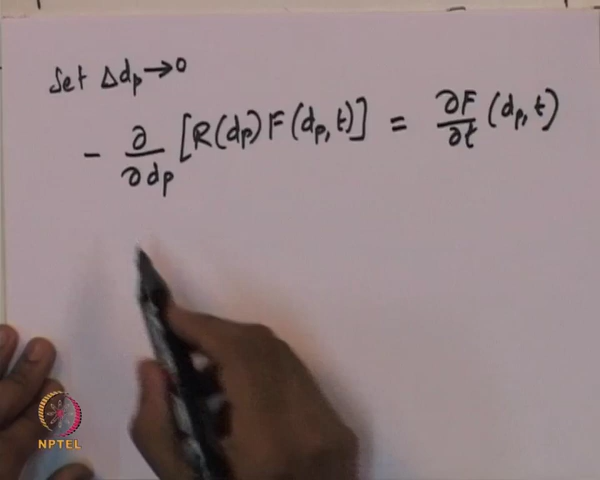 Set Δdp→0
- ∂/∂dp [R(dp) F(dp,t)] = ∂F/∂t (dp,t)
NPTEL